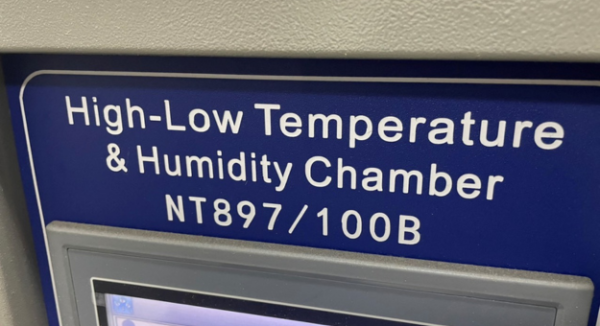 High-Low Temperature
& Humidity Chamber
NT897/100B